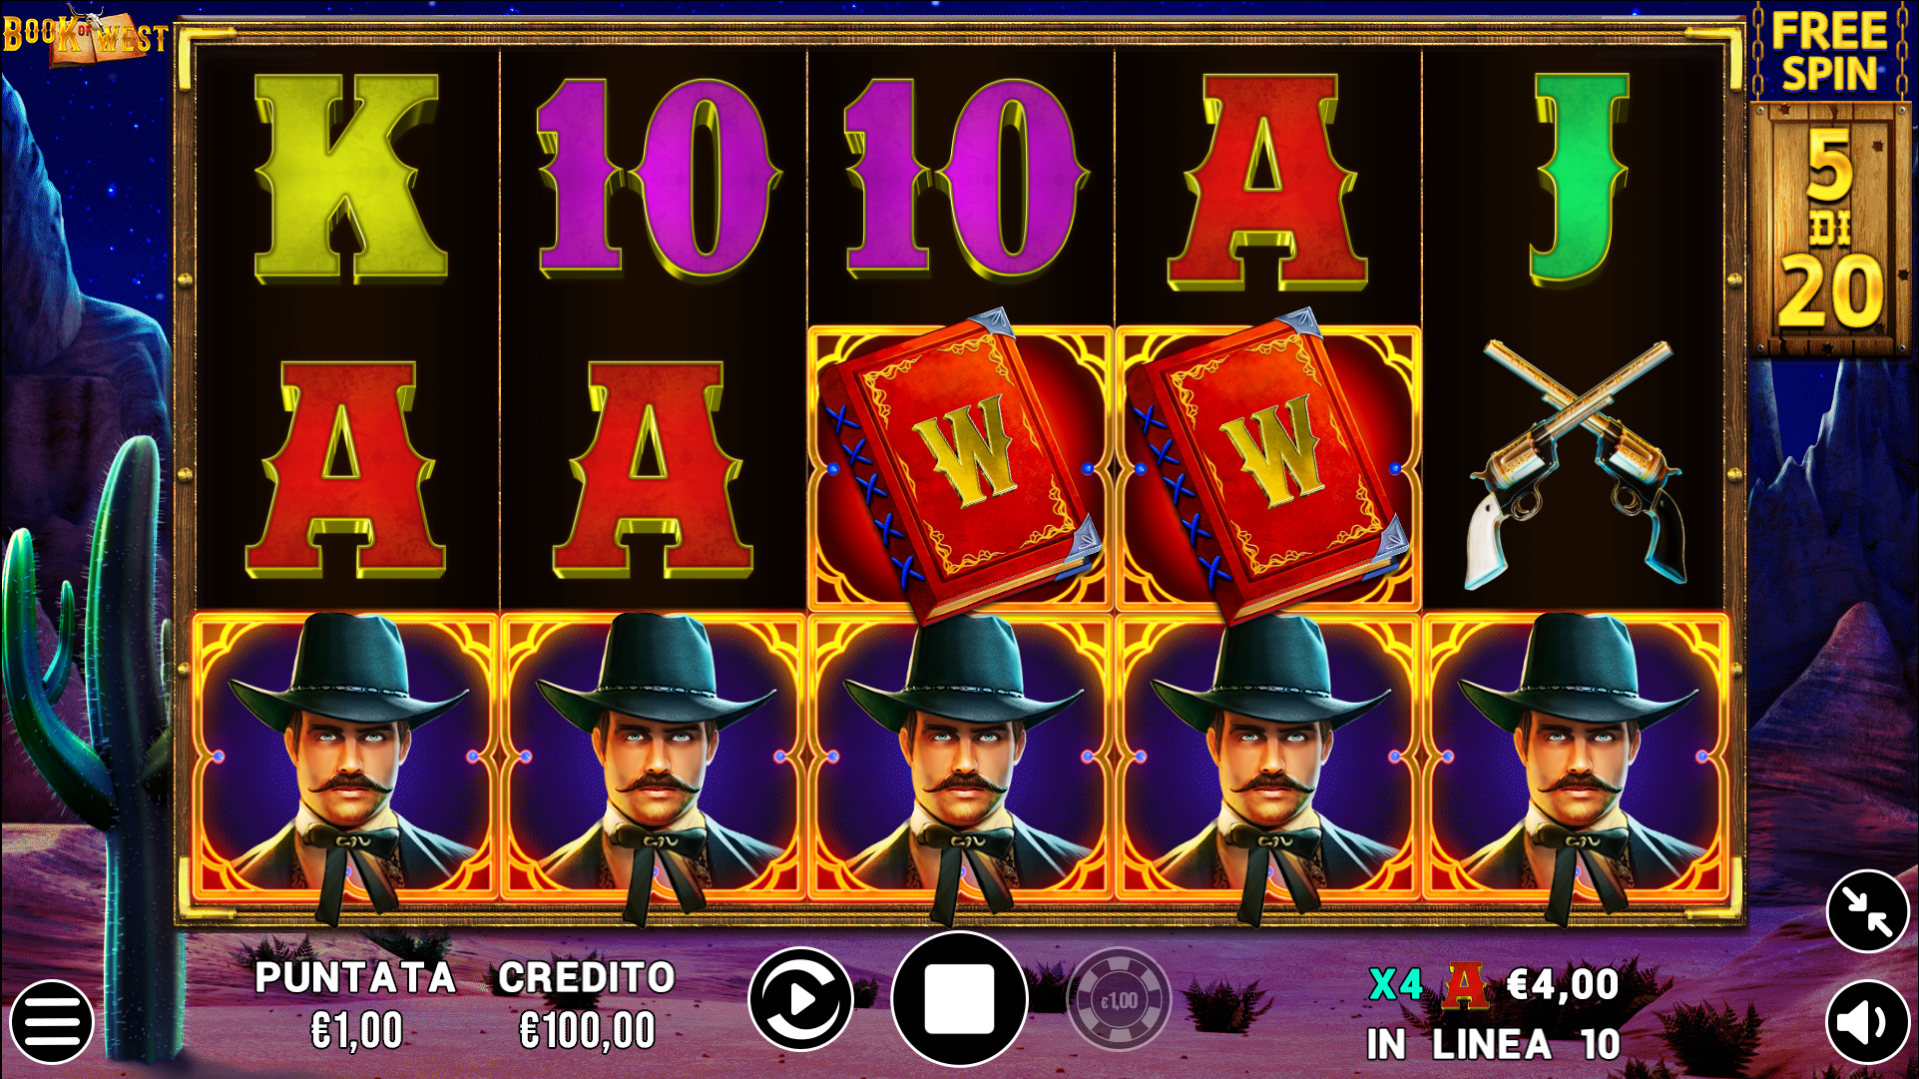 BOOK OF WEST
FREE
SPIN
5
DI
20
K 10 10 A J
A A W W
PUNTATA CREDITO
€1,00 €100,00
€1,00
X4 A €4,00
IN LINEA 10